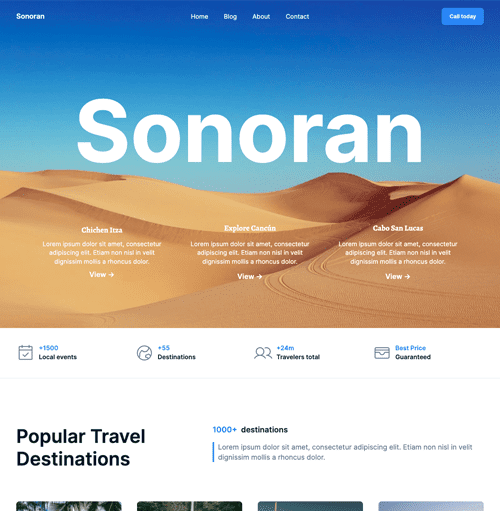 Sonoran
Home
Blog
About
Contact
Call today
Sonoran
Chichen Itza
Lorem ipsum dolor sit amet, consectetur
adipiscing elit. Etiam non nisl in
dignissim mollis a rhoncus dolor.
View →
Explore Cancún
Lorem ipsum dolor sit amet, consectetur
adipiscing elit. Etiam non nisl in
dignissim mollis a rhoncus dolor.
View →
Cabo San Lucas
Lorem ipsum dolor sit amet, consectetur
adipiscing elit. Etiam non nisl in
dignissim mollis a rhoncus dolor.
View →
+1500
Local events
+55
Destinations
+24m
Travelers total
Best Price
Guaranteed
Popular Travel
Destinations
1000+ destinations
Lorem ipsum dolor sit amet, consectetur adipiscing elit. Etiam non nisl in
dignissim mollis a rhoncus dolor.